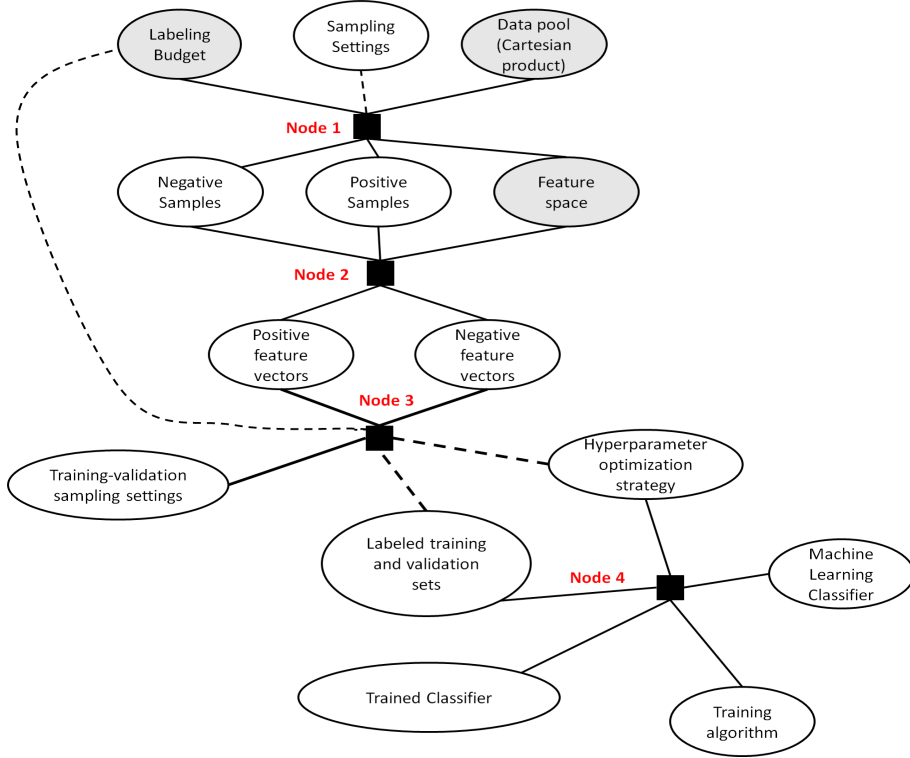 Labeling
Budget
Sampling
Settings
Data pool
(Cartesian
product)
Node 1
Negative
Samples
Positive
Samples
Feature
space
Node 2
Positive
feature
vectors
Negative
feature
vectors
Node 3
Training-validation
sampling settings
Hyperparameter
optimization
strategy
Labeled training
and validation
sets
Node 4
Machine
Learning
Classifier
Trained Classifier
Training
algorithm